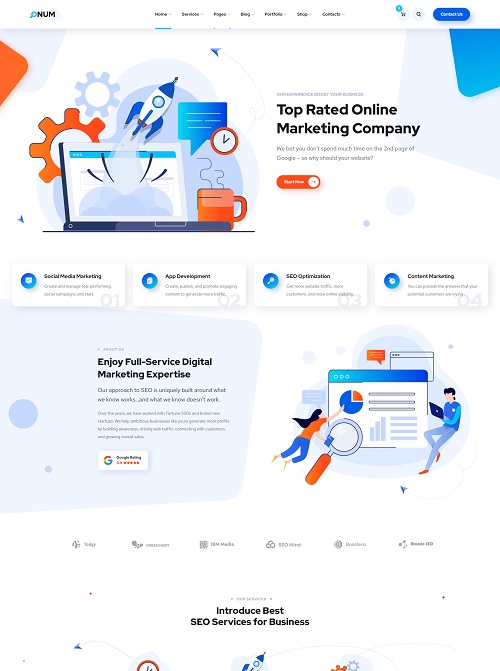 ONUM
Home Services Pages Blog Portfolio Shop Contacts
Contact Us
OUR EXPERIENCE BOOST YOUR BUSINESS
Top Rated Online
Marketing Company
We bet you don't spend much time on the 2nd page of
Google – so why should your website?
Start Now
Social Media Marketing
Create and manage top-performing
social campaigns and start
01
App Development
Create, publish, and promote engaging
content to generate more traffic
02
SEO Optimization
Get more website traffic, more
customers, and more online visibility
03
Content Marketing
You can provide the answers that your
potential customers are trying
04
ABOUT US
Enjoy Full-Service Digital
Marketing Expertise
Our approach to SEO is uniquely built around what
we know works…and what we know doesn't work.
Over the years, we have worked with Fortune 500s and brand new
startups. We help ambitious businesses like yours generate more profits
by building awareness, driving web traffic, connecting with customers,
and growing overall sales.
Google Rating
4.9
IBM Media
SEO Mind
OUR SERVICES
Introduce Best
SEO Services for Business